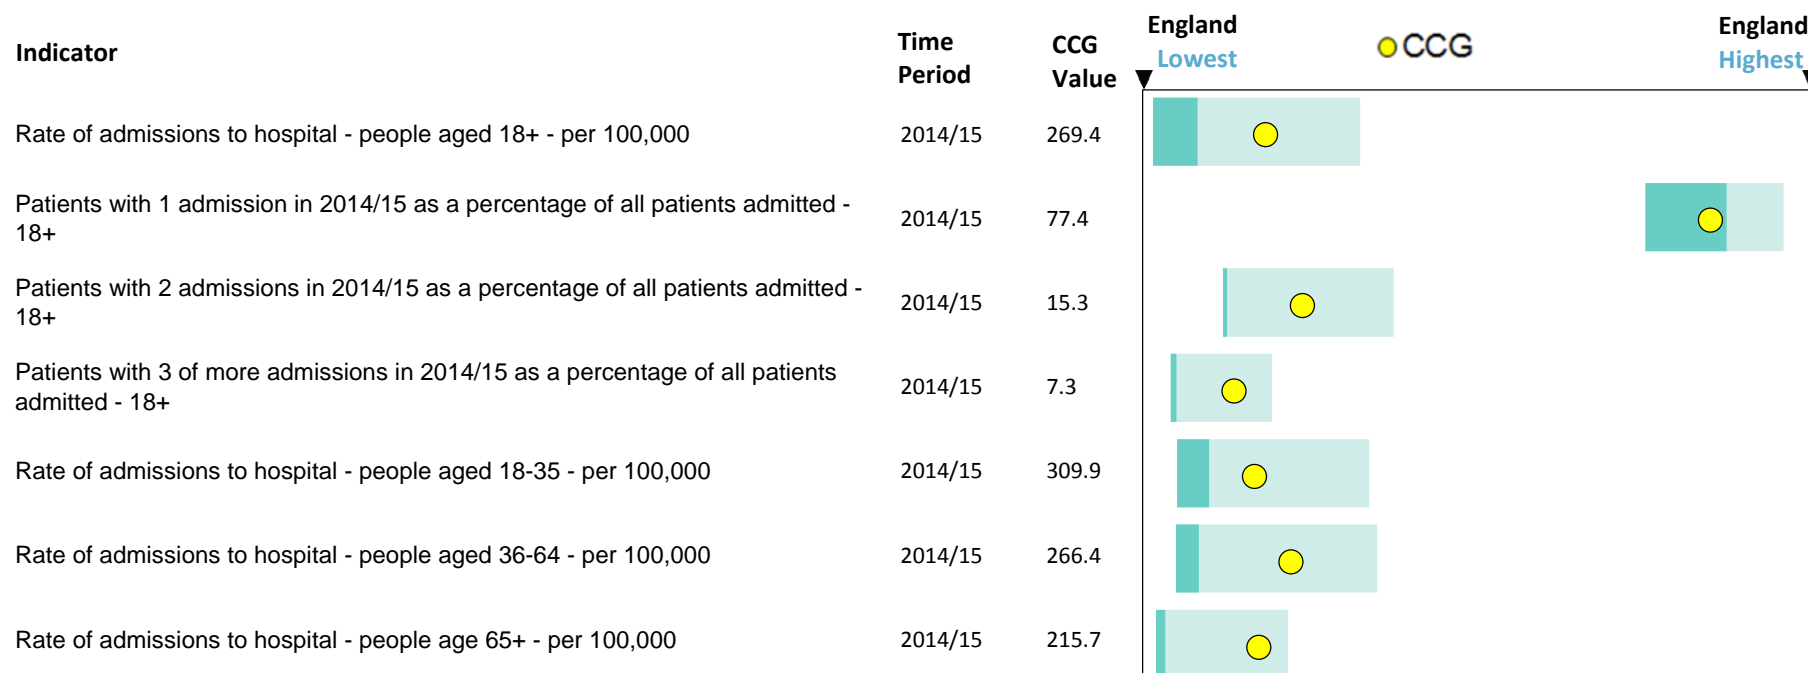 Indicator
Time
Period
CCG
Value
England
Lowest
CCG
England
Highest
Rate of admissions to hospital - people aged 18+ - per 100,000 2014/15 269.4
Patients with 1 admission in 2014/15 as a percentage of all patients admitted -
18+
2014/15 77.4
Patients with 2 admissions in 2014/15 as a percentage of all patients admitted -
18+
2014/15 15.3
Patients with 3 of more admissions in 2014/15 as a percentage of all patients
admitted - 18+
2014/15 7.3
Rate of admissions to hospital - people aged 18-35 - per 100,000 2014/15 309.9
Rate of admissions to hospital - people aged 36-64 - per 100,000 2014/15 266.4
Rate of admissions to hospital - people age 65+ - per 100,000 2014/15 215.7